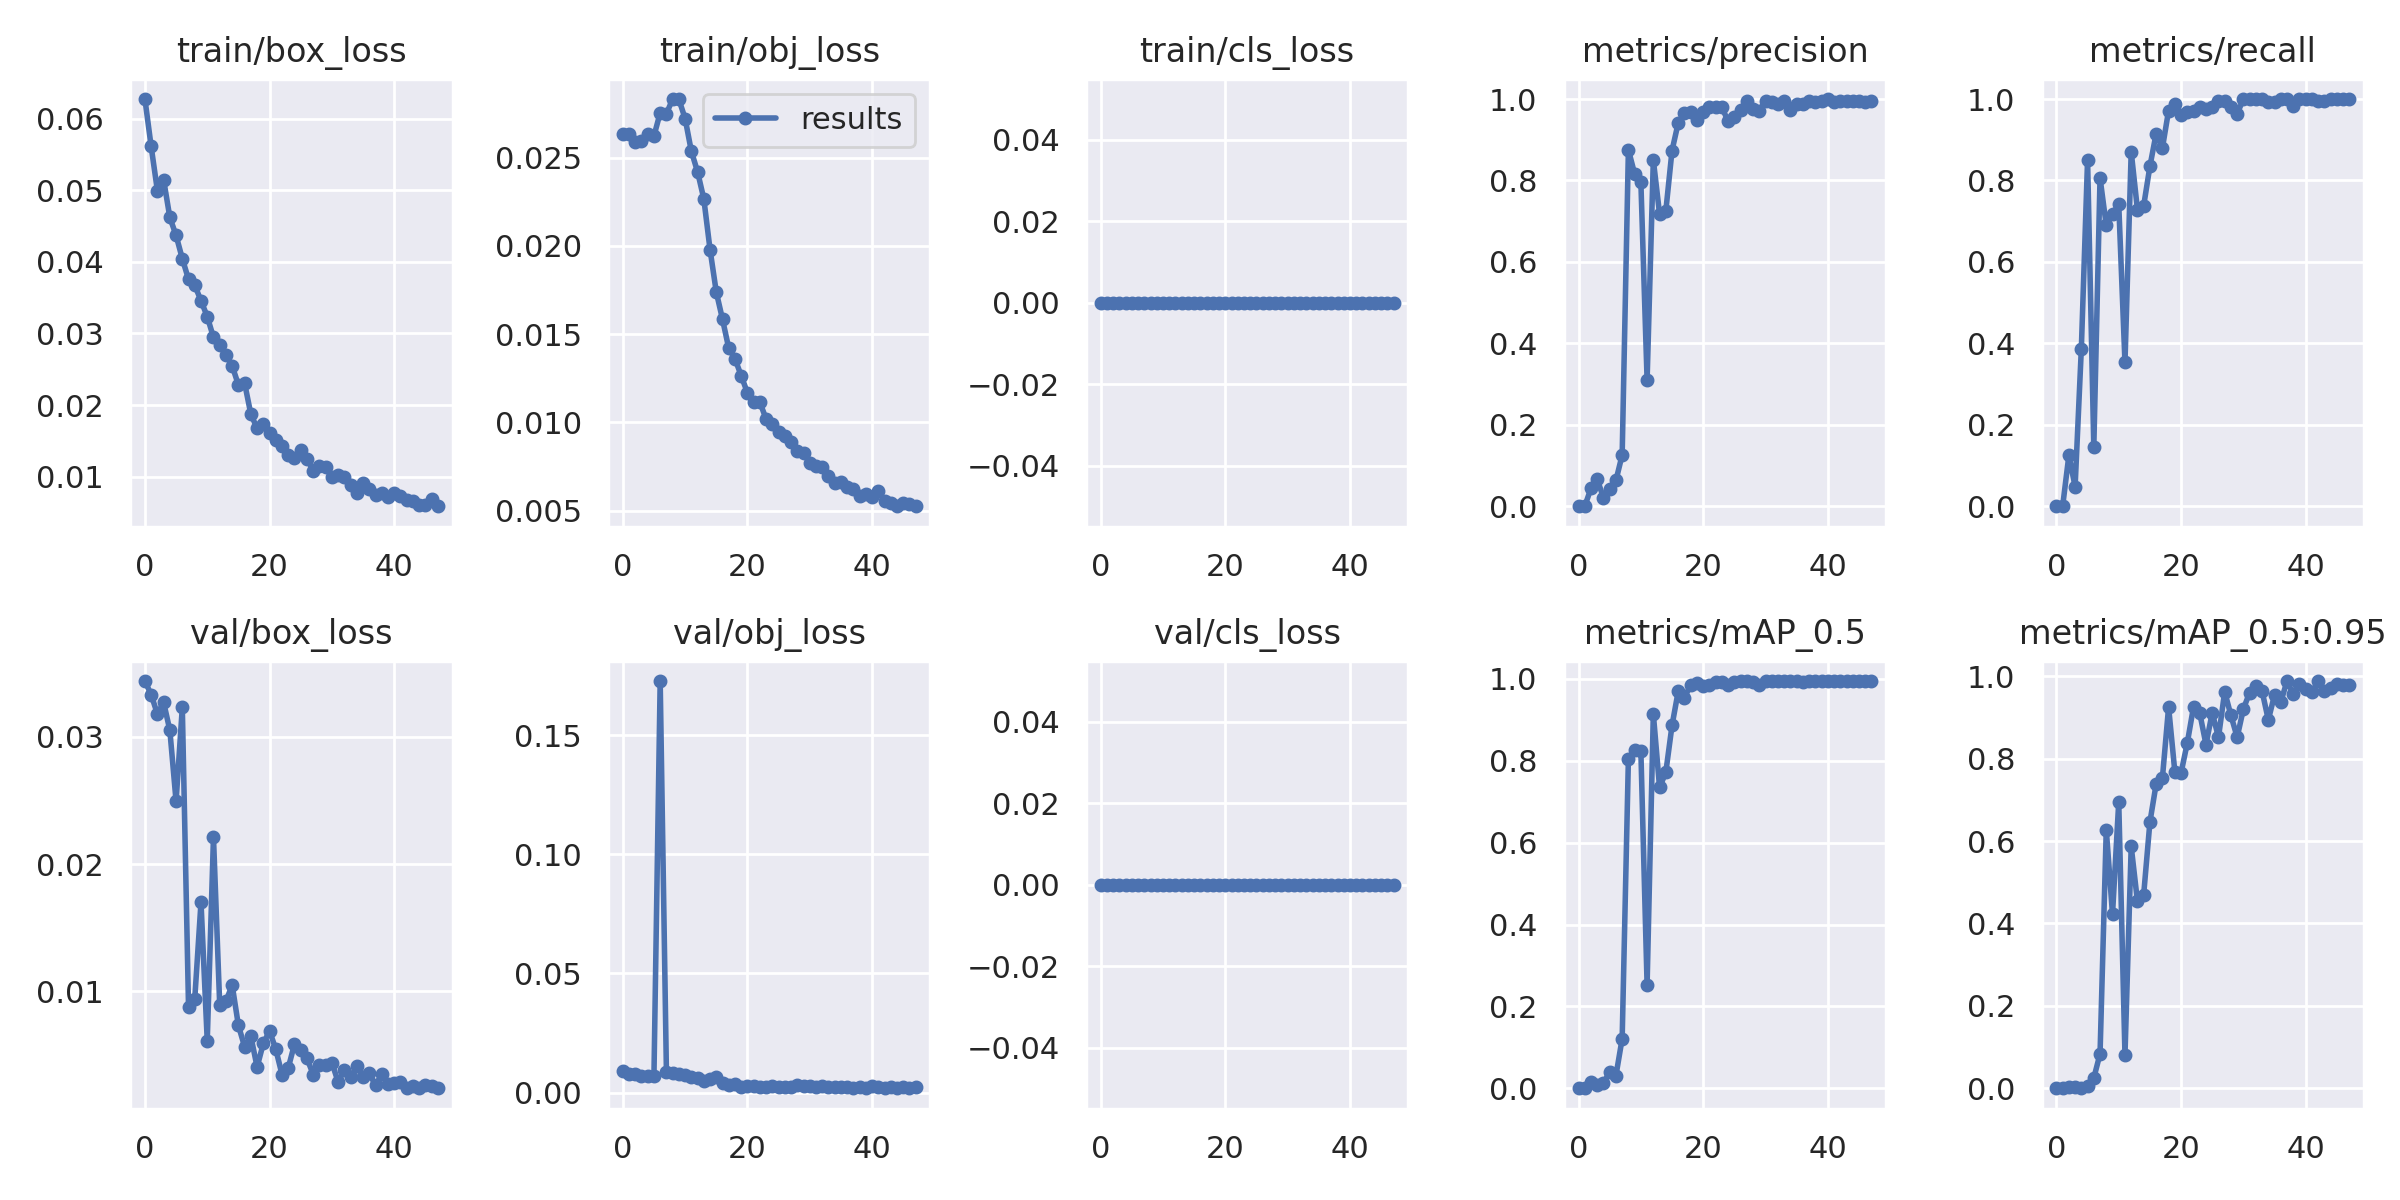 train/box_loss
0.06
0.05
0.04
0.03
0.02
0.01
0 20 40
train/obj_loss
results
0.025
0.020
0.015
0.010
0.005
0 20 40
train/cls_loss
0.04
0.02
0.00
−0.02
−0.04
0 20 40
metrics/precision
1.0
0.8
0.6
0.4
0.2
0.0
0 20 40
metrics/recall
1.0
0.8
0.6
0.4
0.2
0.0
0 20 40
val/box_loss
0.03
0.02
0.01
0 20 40
val/obj_loss
0.15
0.10
0.05
0.00
0 20 40
val/cls_loss
0.04
0.02
0.00
−0.02
−0.04
0 20 40
metrics/mAP_0.5
1.0
0.8
0.6
0.4
0.2
0.0
0 20 40
metrics/mAP_0.5:0.95
1.0
0.8
0.6
0.4
0.2
0.0
0 20 40